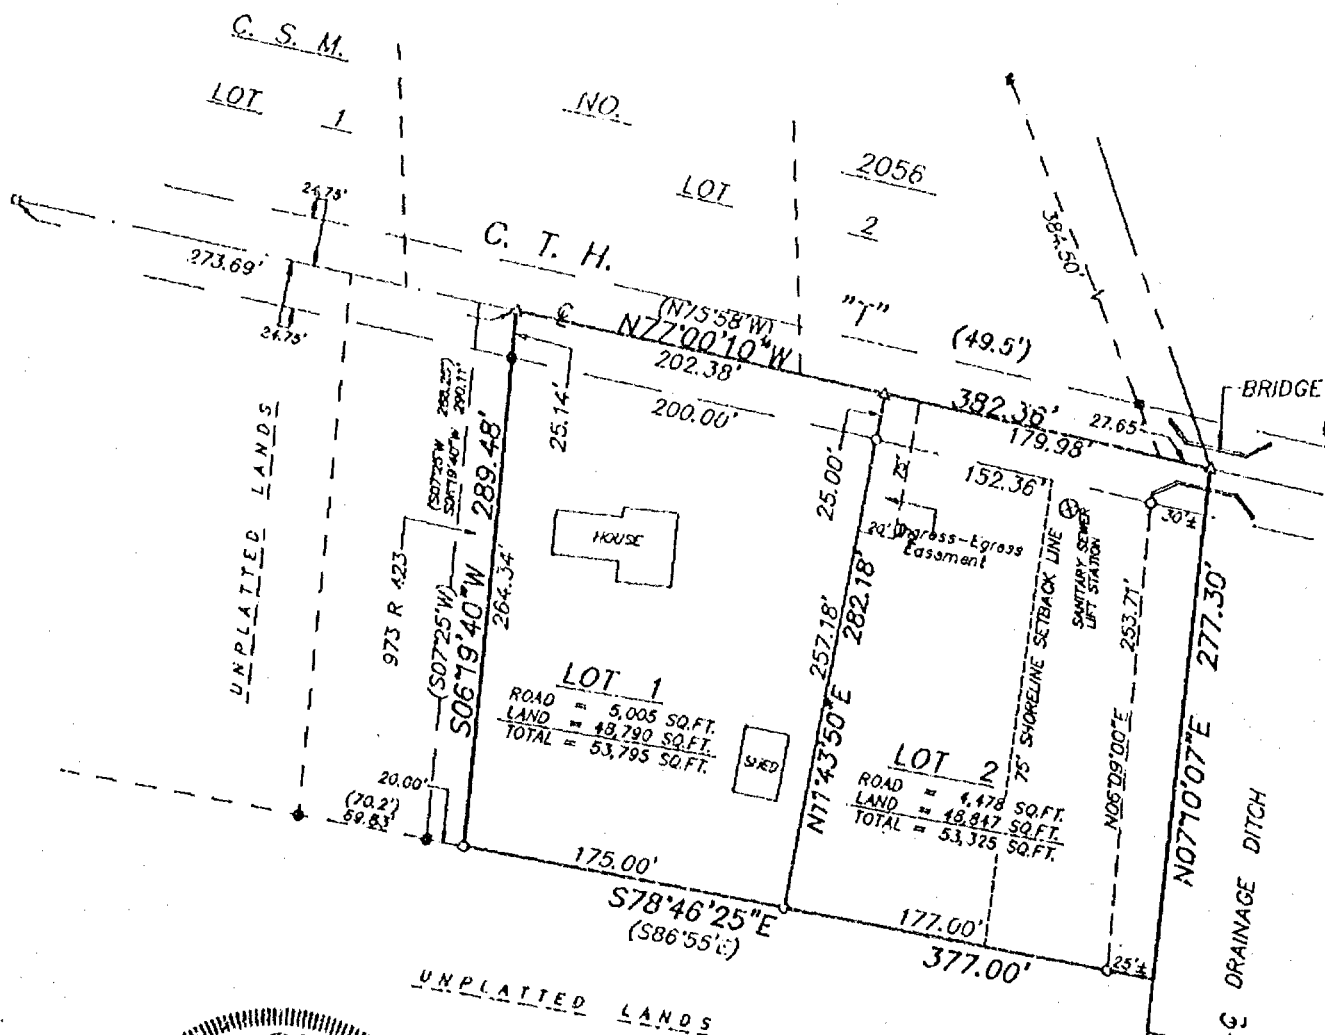 C. S. M.
LOT 1
NO.
2056
LOT 2
24.75'
273.69'
24.75'
C. T. H. "T"
(N75°58'W)
N77°00'10"W
202.38'
200.00'
(49.5')
384.50'
BRIDGE
382.36'
27.65'
179.98'
152.36'
30'±
25.14'
25.00'
20' Ingress-Egress
Easement
SANITARY SEWER
LIFT STATION
UNPLATTED LANDS
973 R 423
(S07°25'W 288.25')
S06°19'40"W 290.11'
(S07°25'W)
S06°19'40"W 289.48'
264.34'
HOUSE
LOT 1
ROAD = 5,005 SQ.FT.
LAND = 48,790 SQ.FT.
TOTAL = 53,795 SQ.FT.
SHED
257.18'
N11°43'50"E 282.18'
LOT 2
ROAD = 4,478 SQ.FT.
LAND = 48,847 SQ.FT.
TOTAL = 53,325 SQ.FT.
75' SHORELINE SETBACK LINE
253.71'
N06°09'00"E
N07°10'07"E 277.30'
DRAINAGE DITCH
20.00'
(70.2')
69.83'
175.00'
S78°46'25"E
(S86°55'E)
177.00'
377.00'
25'±
UNPLATTED LANDS